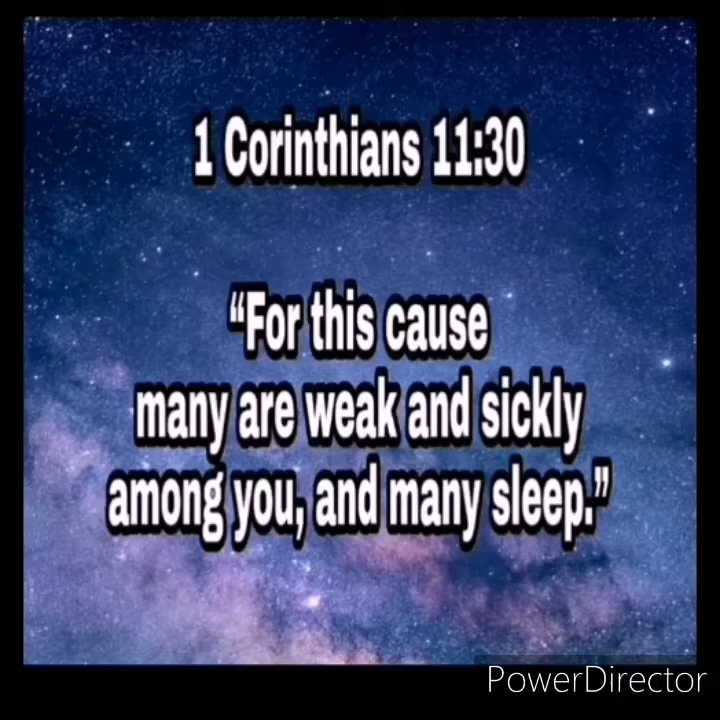 1 Corinthians 11:30
“For this cause
many are weak and sickly
among you, and many sleep.”
PowerDirector